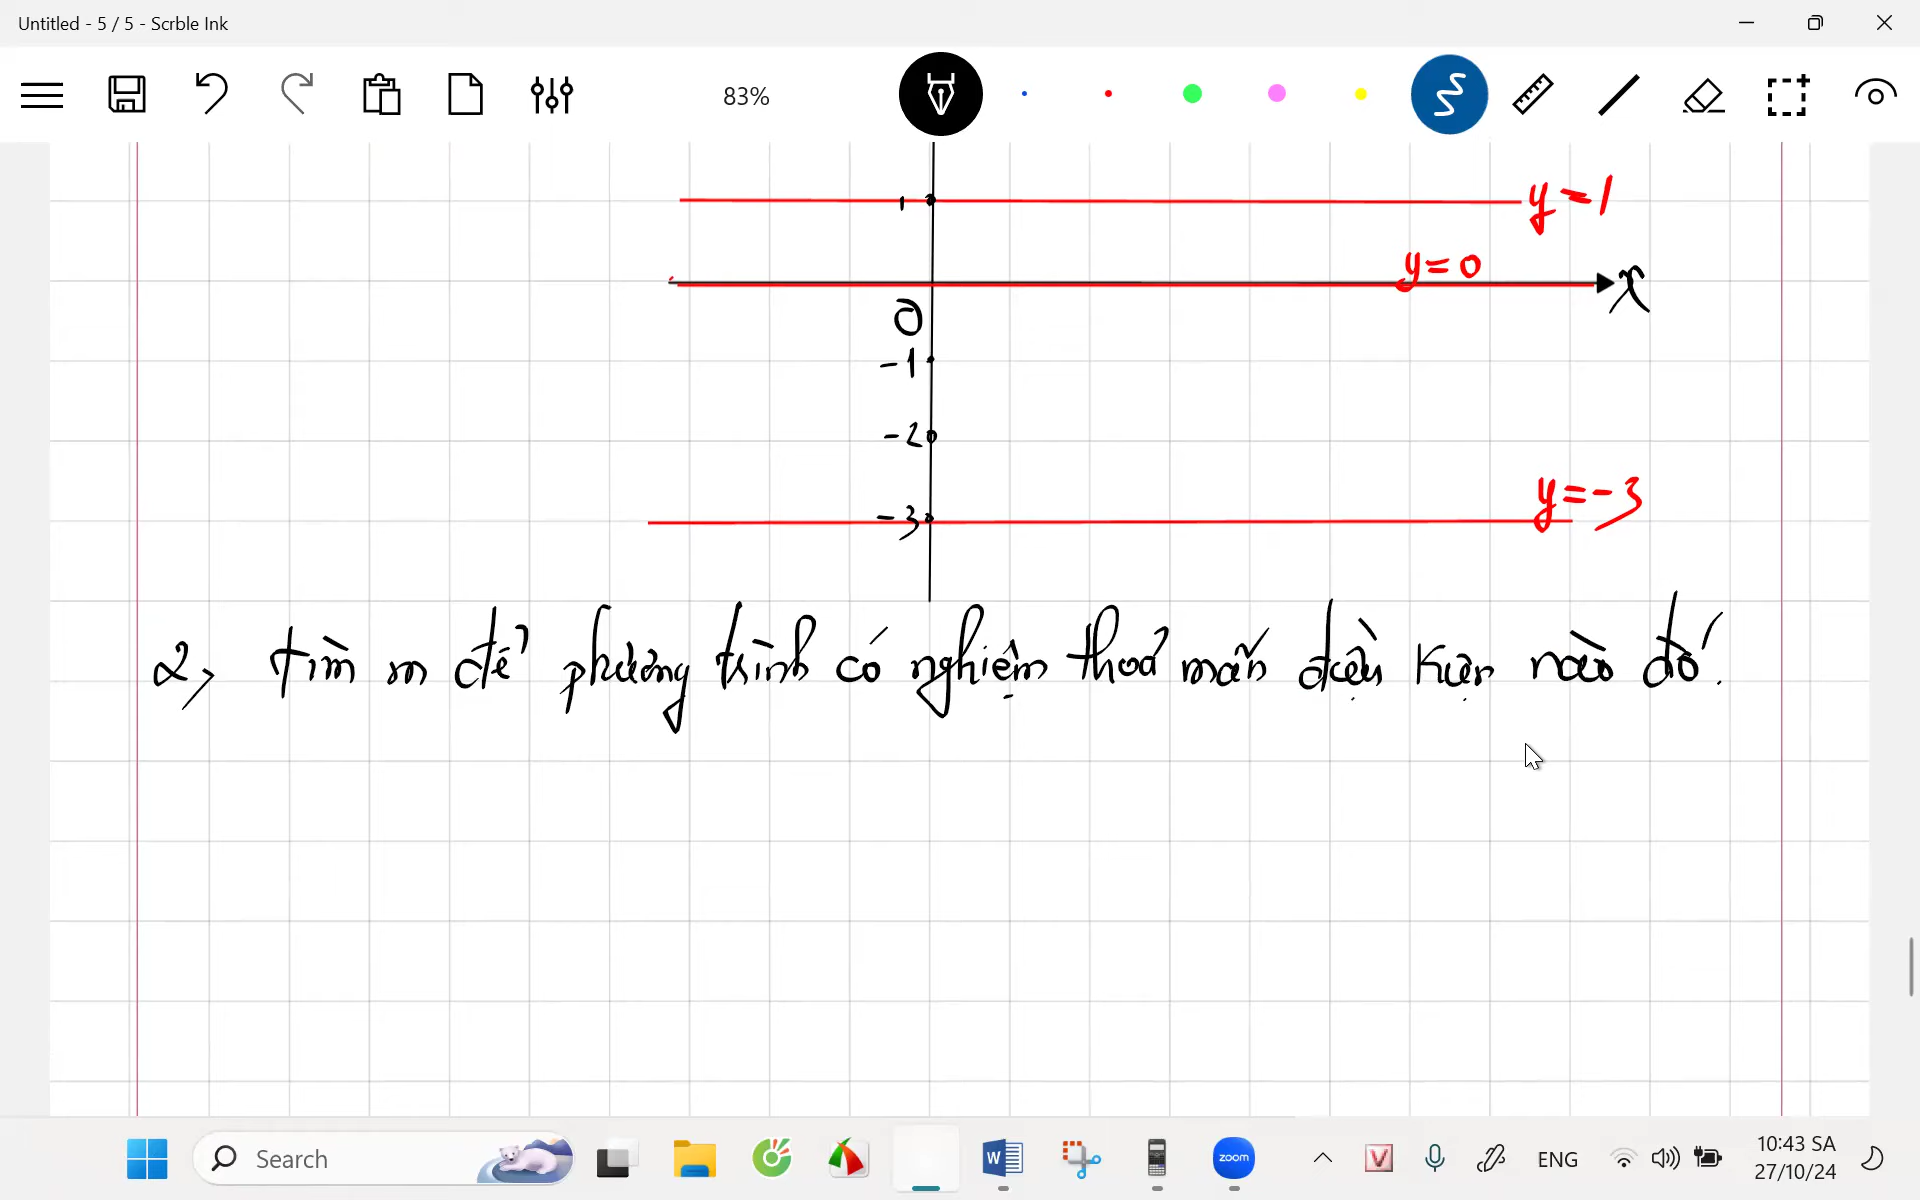 Untitled - 5 / 5 - Scrble Ink
83%
1
y = 1
y = 0
x
O
-1
-2
-3
y = -3
2, tìm m để phương trình có nghiệm thoả mãn điều kiện nào đó.
Search
W
zoom
V
ENG
10:43 SA
27/10/24